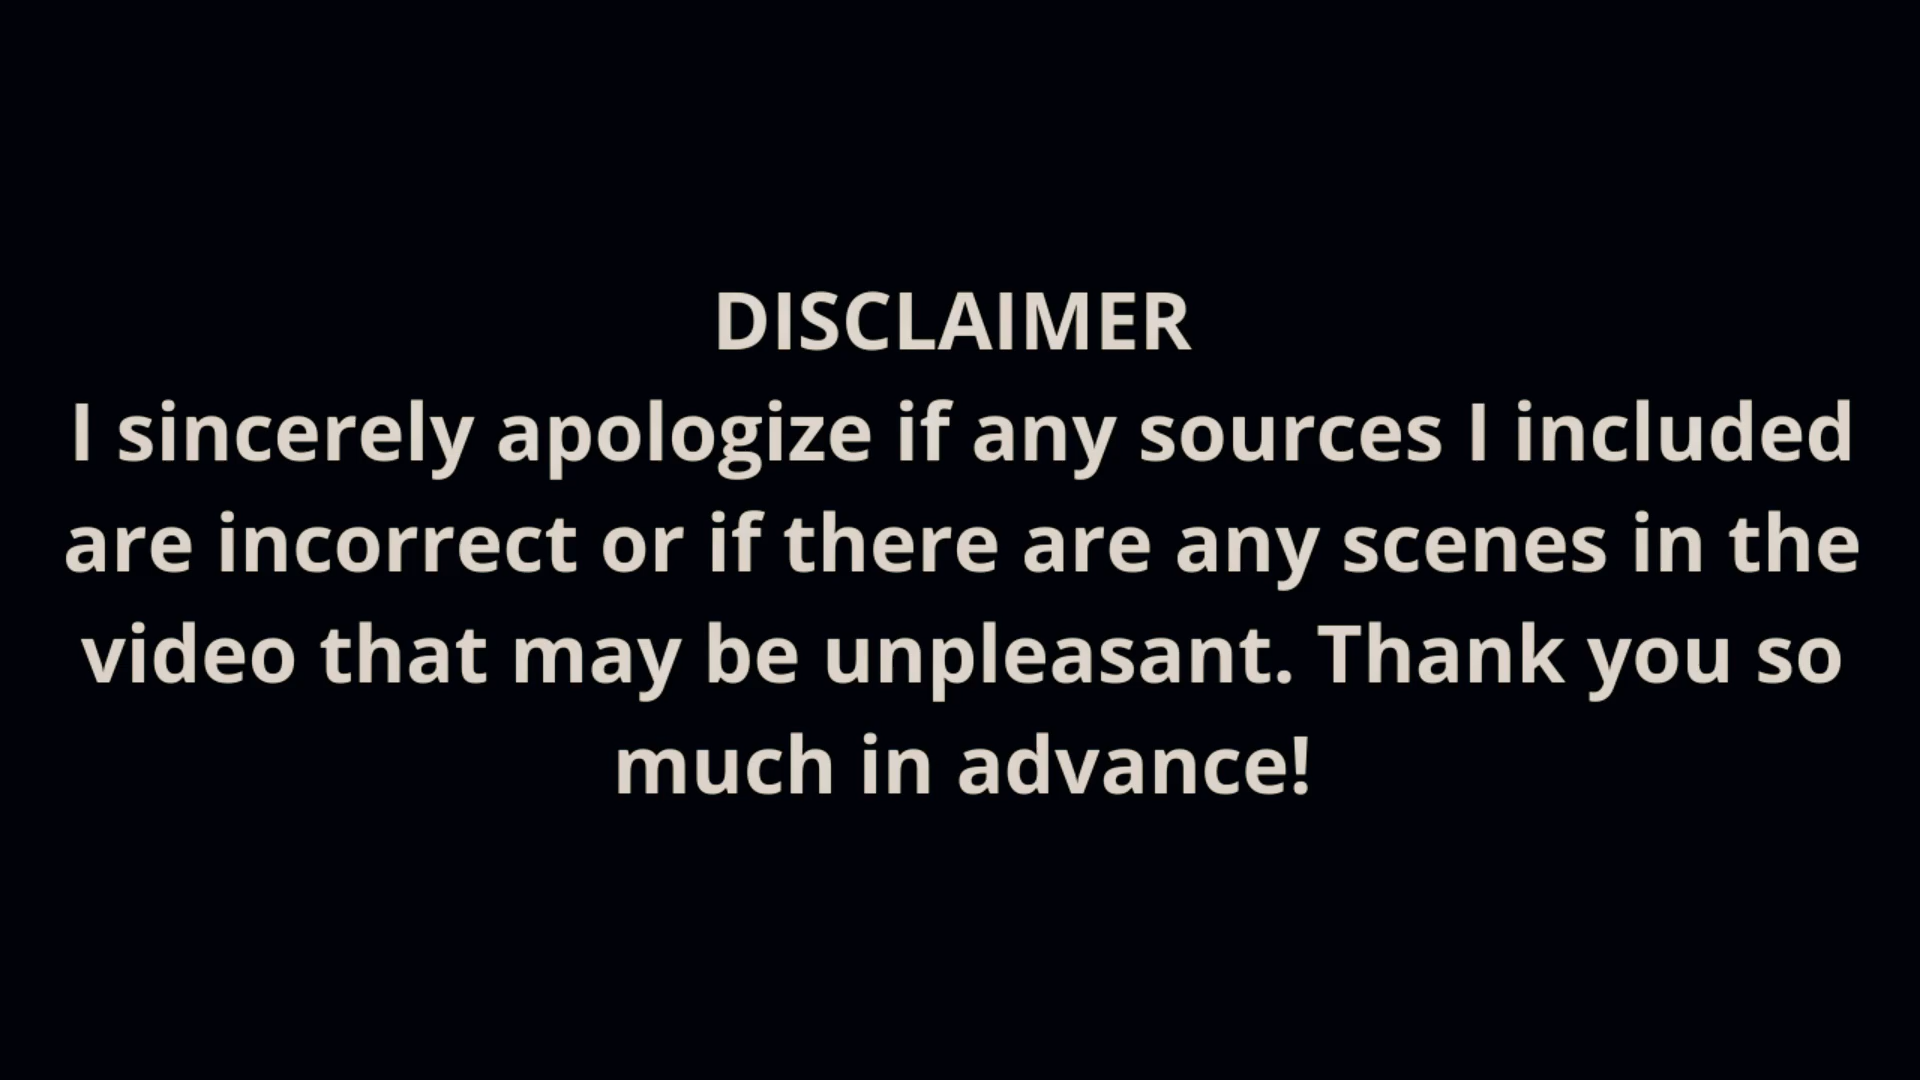 DISCLAIMER
I sincerely apologize if any sources I included
are incorrect or if there are any scenes in the
video that may be unpleasant. Thank you so
much in advance!